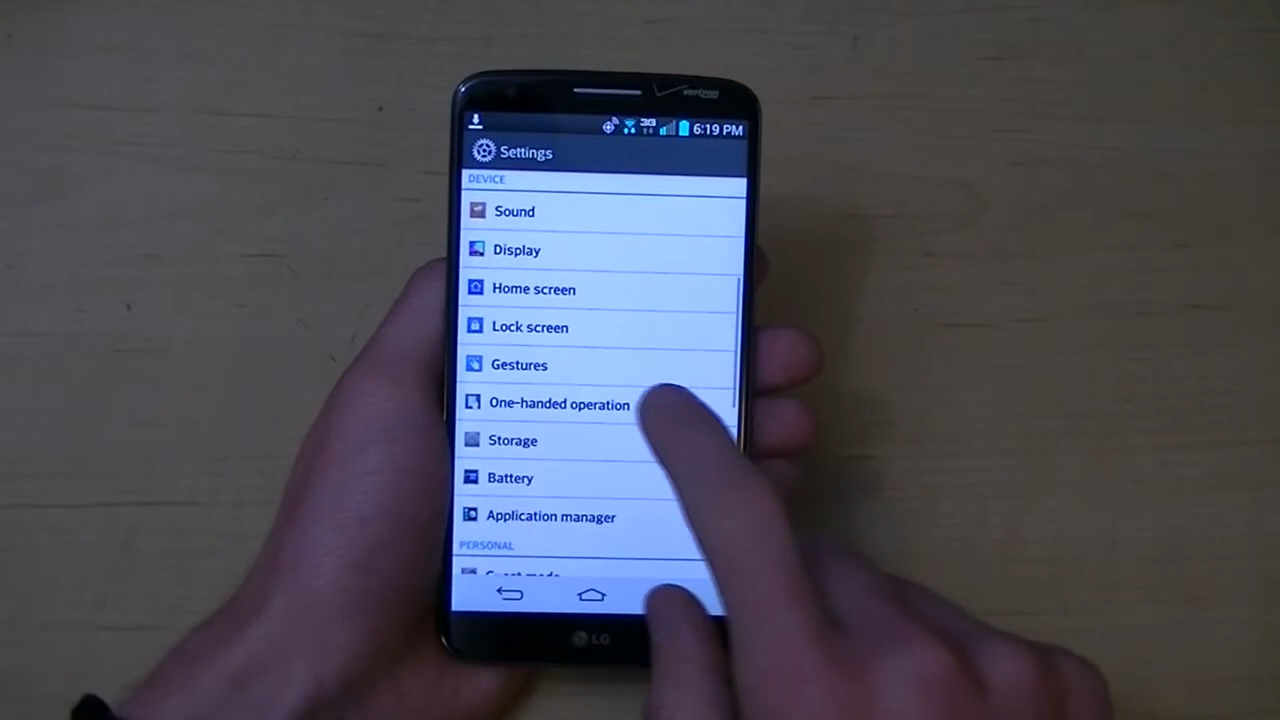 verizon
3G 6:19 PM
Settings
DEVICE
Sound
Display
Home screen
Lock screen
Gestures
One-handed operation
Storage
Battery
Application manager
PERSONAL
LG